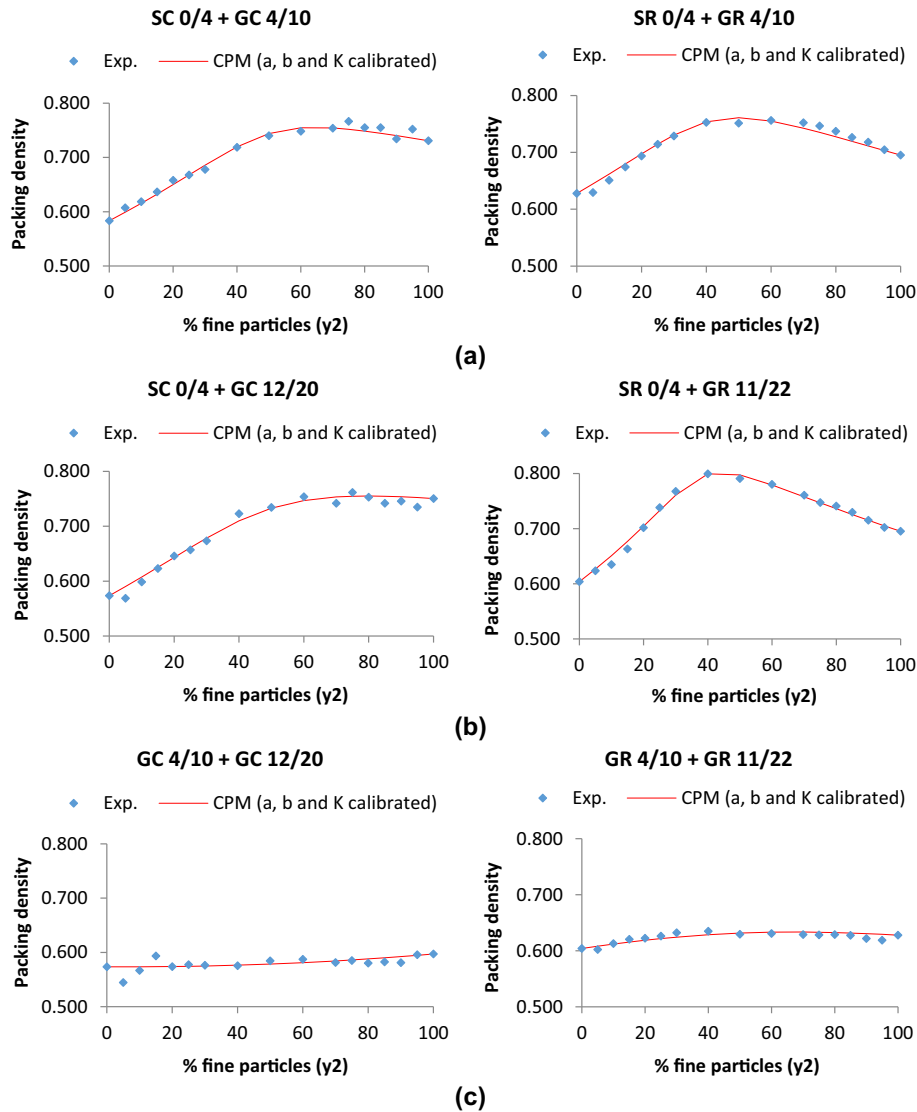 SC 0/4 + GC 4/10
Exp. CPM (a, b and K calibrated)
Packing density
0.800
0.700
0.600
0.500
0 20 40 60 80 100
% fine particles (y2)
SR 0/4 + GR 4/10
Exp. CPM (a, b and K calibrated)
Packing density
0.800
0.700
0.600
0.500
0 20 40 60 80 100
% fine particles (y2)
(a)
SC 0/4 + GC 12/20
Exp. CPM (a, b and K calibrated)
Packing density
0.800
0.700
0.600
0.500
0 20 40 60 80 100
% fine particles (y2)
SR 0/4 + GR 11/22
Exp. CPM (a, b and K calibrated)
Packing density
0.800
0.700
0.600
0.500
0 20 40 60 80 100
% fine particles (y2)
(b)
GC 4/10 + GC 12/20
Exp. CPM (a, b and K calibrated)
Packing density
0.800
0.700
0.600
0.500
0 20 40 60 80 100
% fine particles (y2)
GR 4/10 + GR 11/22
Exp. CPM (a, b and K calibrated)
Packing density
0.800
0.700
0.600
0.500
0 20 40 60 80 100
% fine particles (y2)
(c)